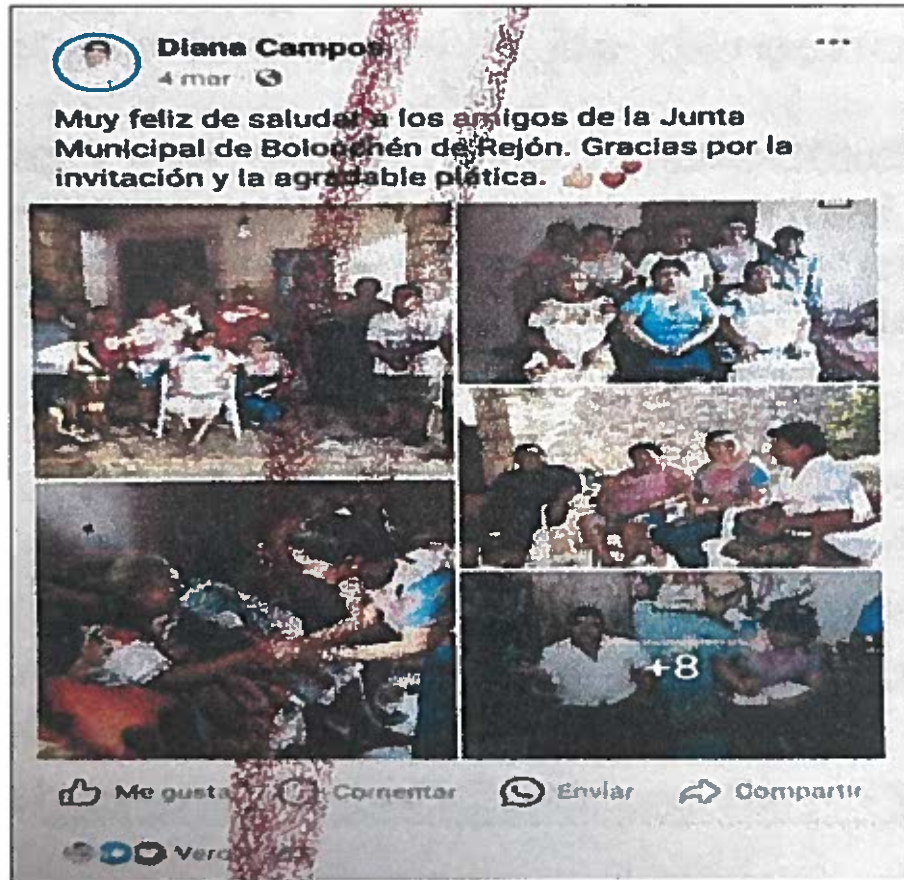 Diana Campos
4 mar
Muy feliz de saludar a los amigos de la Junta
Municipal de Bolonchén de Rejón. Gracias por la
invitación y la agradable plática.
+8
Me gusta
Comentar
Enviar
Compartir